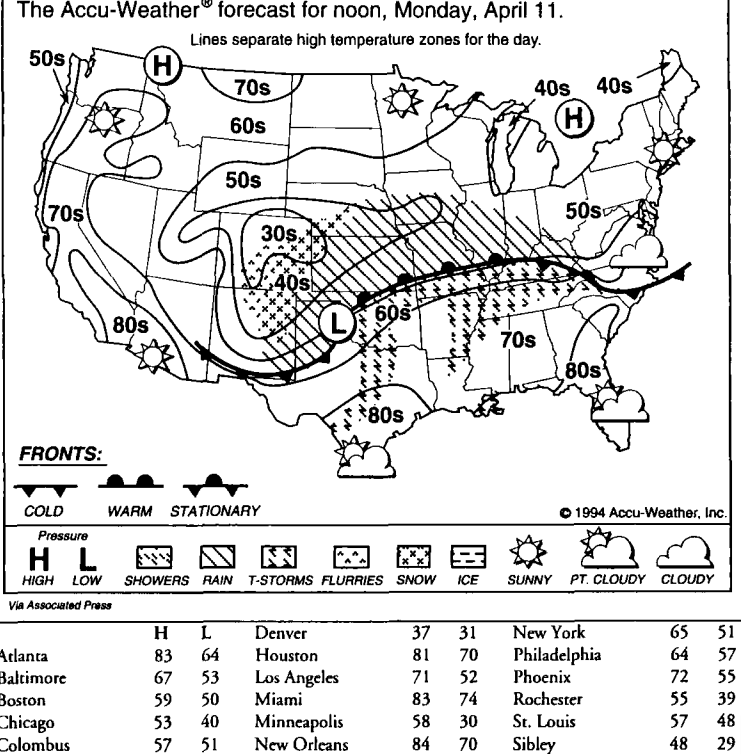 The Accu-Weather® forecast for noon, Monday, April 11.
Lines separate high temperature zones for the day.
50s
H
70s
40s
40s
H
60s
50s
50s
70s
30s
40s
L
60s
80s
70s
80s
80s
FRONTS:
COLD WARM STATIONARY
© 1994 Accu-Weather, Inc.
Pressure
H L
HIGH LOW SHOWERS RAIN T-STORMS FLURRIES SNOW ICE SUNNY PT. CLOUDY CLOUDY
Via Associated Press
H L Denver 37 31 New York 65 51
Atlanta 83 64 Houston 81 70 Philadelphia 64 57
Baltimore 67 53 Los Angeles 71 52 Phoenix 72 55
Boston 59 50 Miami 83 74 Rochester 55 39
Chicago 53 40 Minneapolis 58 30 St. Louis 57 48
Colombus 57 51 New Orleans 84 70 Sibley 48 29